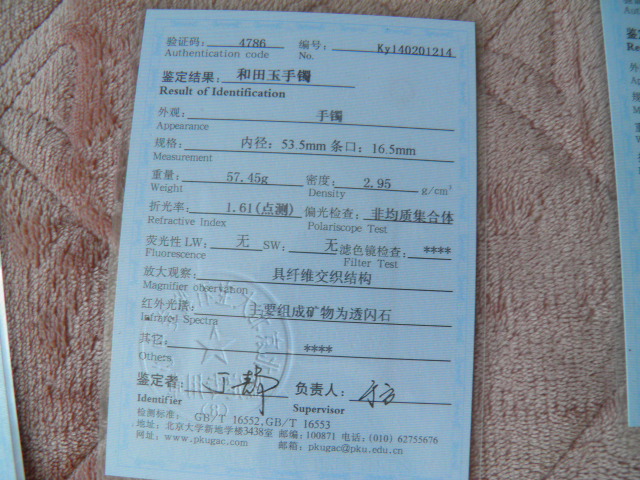 验证码: 4786 编号: Ky140201214
Authentication code No.
鉴定结果: 和田玉手镯
Result of Identification
外观: 手镯
Appearance
规格: 内径: 53.5mm 条口: 16.5mm
Measurement
重量: 57.45g 密度: 2.95 g/cm³
Weight Density
折光率: 1.61(点测) 偏光检查: 非均质集合体
Refractive Index Polariscope Test
荧光性 LW: 无 SW: 无 滤色镜检查: ****
Fluorescence Filter Test
放大观察: 具纤维交织结构
Magnifier obseration
红外光谱: 主要组成矿物为透闪石
Infrared Spectra
其它: ****
Others
鉴定者: 负责人:
Identifier Supervisor
检测标准: GB/T 16552,GB/T 16553
地址: 北京大学新地学楼3438室 邮编: 100871 电话: (010) 62755676
网址: www.pkugac.com 邮箱: pkugac@pku.edu.cn